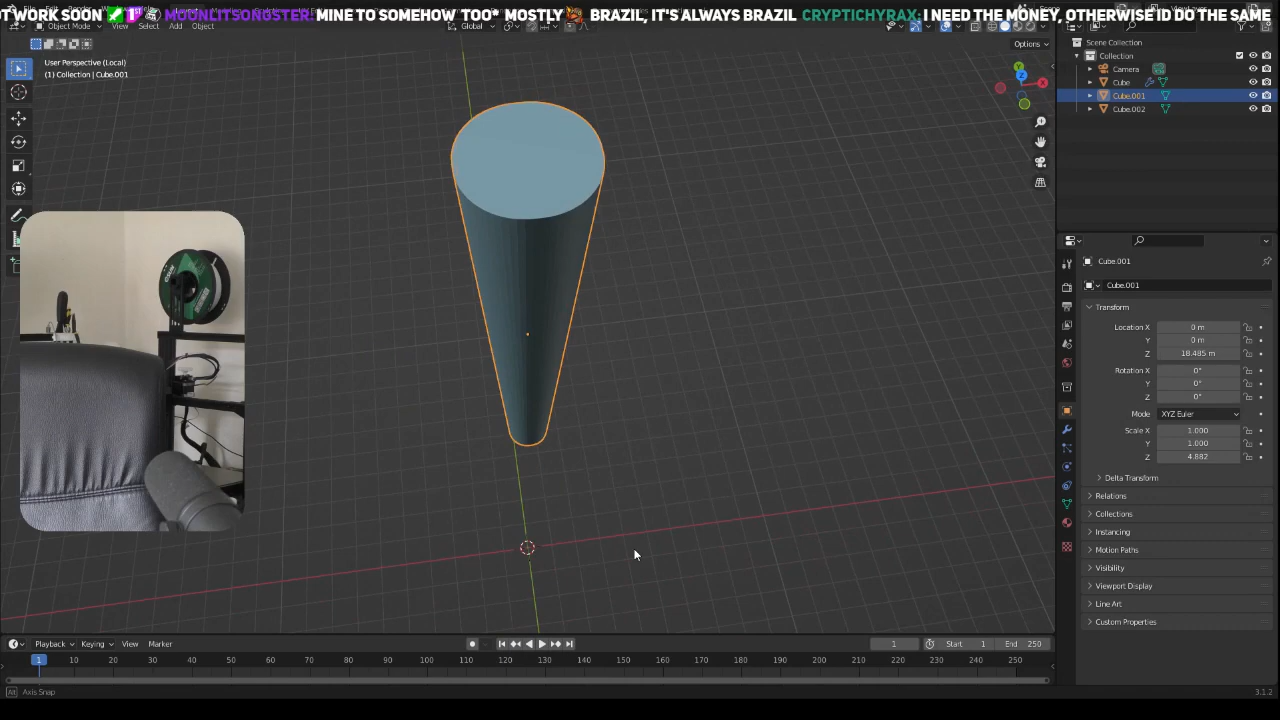 OT WORK SOON 1° MOONLITSONGSTER: MINE TO SOMEHOW, TOO* MOSTLY BRAZIL, IT'S ALWAYS BRAZIL CRYPTICHYRAX: I NEED THE MONEY, OTHERWISE ID DO THE SAME
Object Mode View Select Add Object Global
Options
User Perspective (Local)
(1) Collection | Cube.001
Scene Collection
Collection
Camera
Cube
Cube.001
Cube.002
Cube.001
Cube.001
Transform
Location X 0 m
Y 0 m
Z 18.485 m
Rotation X 0°
Y 0°
Z 0°
Mode XYZ Euler
Scale X 1.000
Y 1.000
Z 4.882
Delta Transform
Relations
Collections
Instancing
Motion Paths
Visibility
Viewport Display
Line Art
Custom Properties
Playback Keying View Marker 1 Start 1 End 250
1 10 20 30 40 50 60 70 80 90 100 110 120 130 140 150 160 170 180 190 200 210 220 230 240 250
Alt Axis Snap 3.1.2